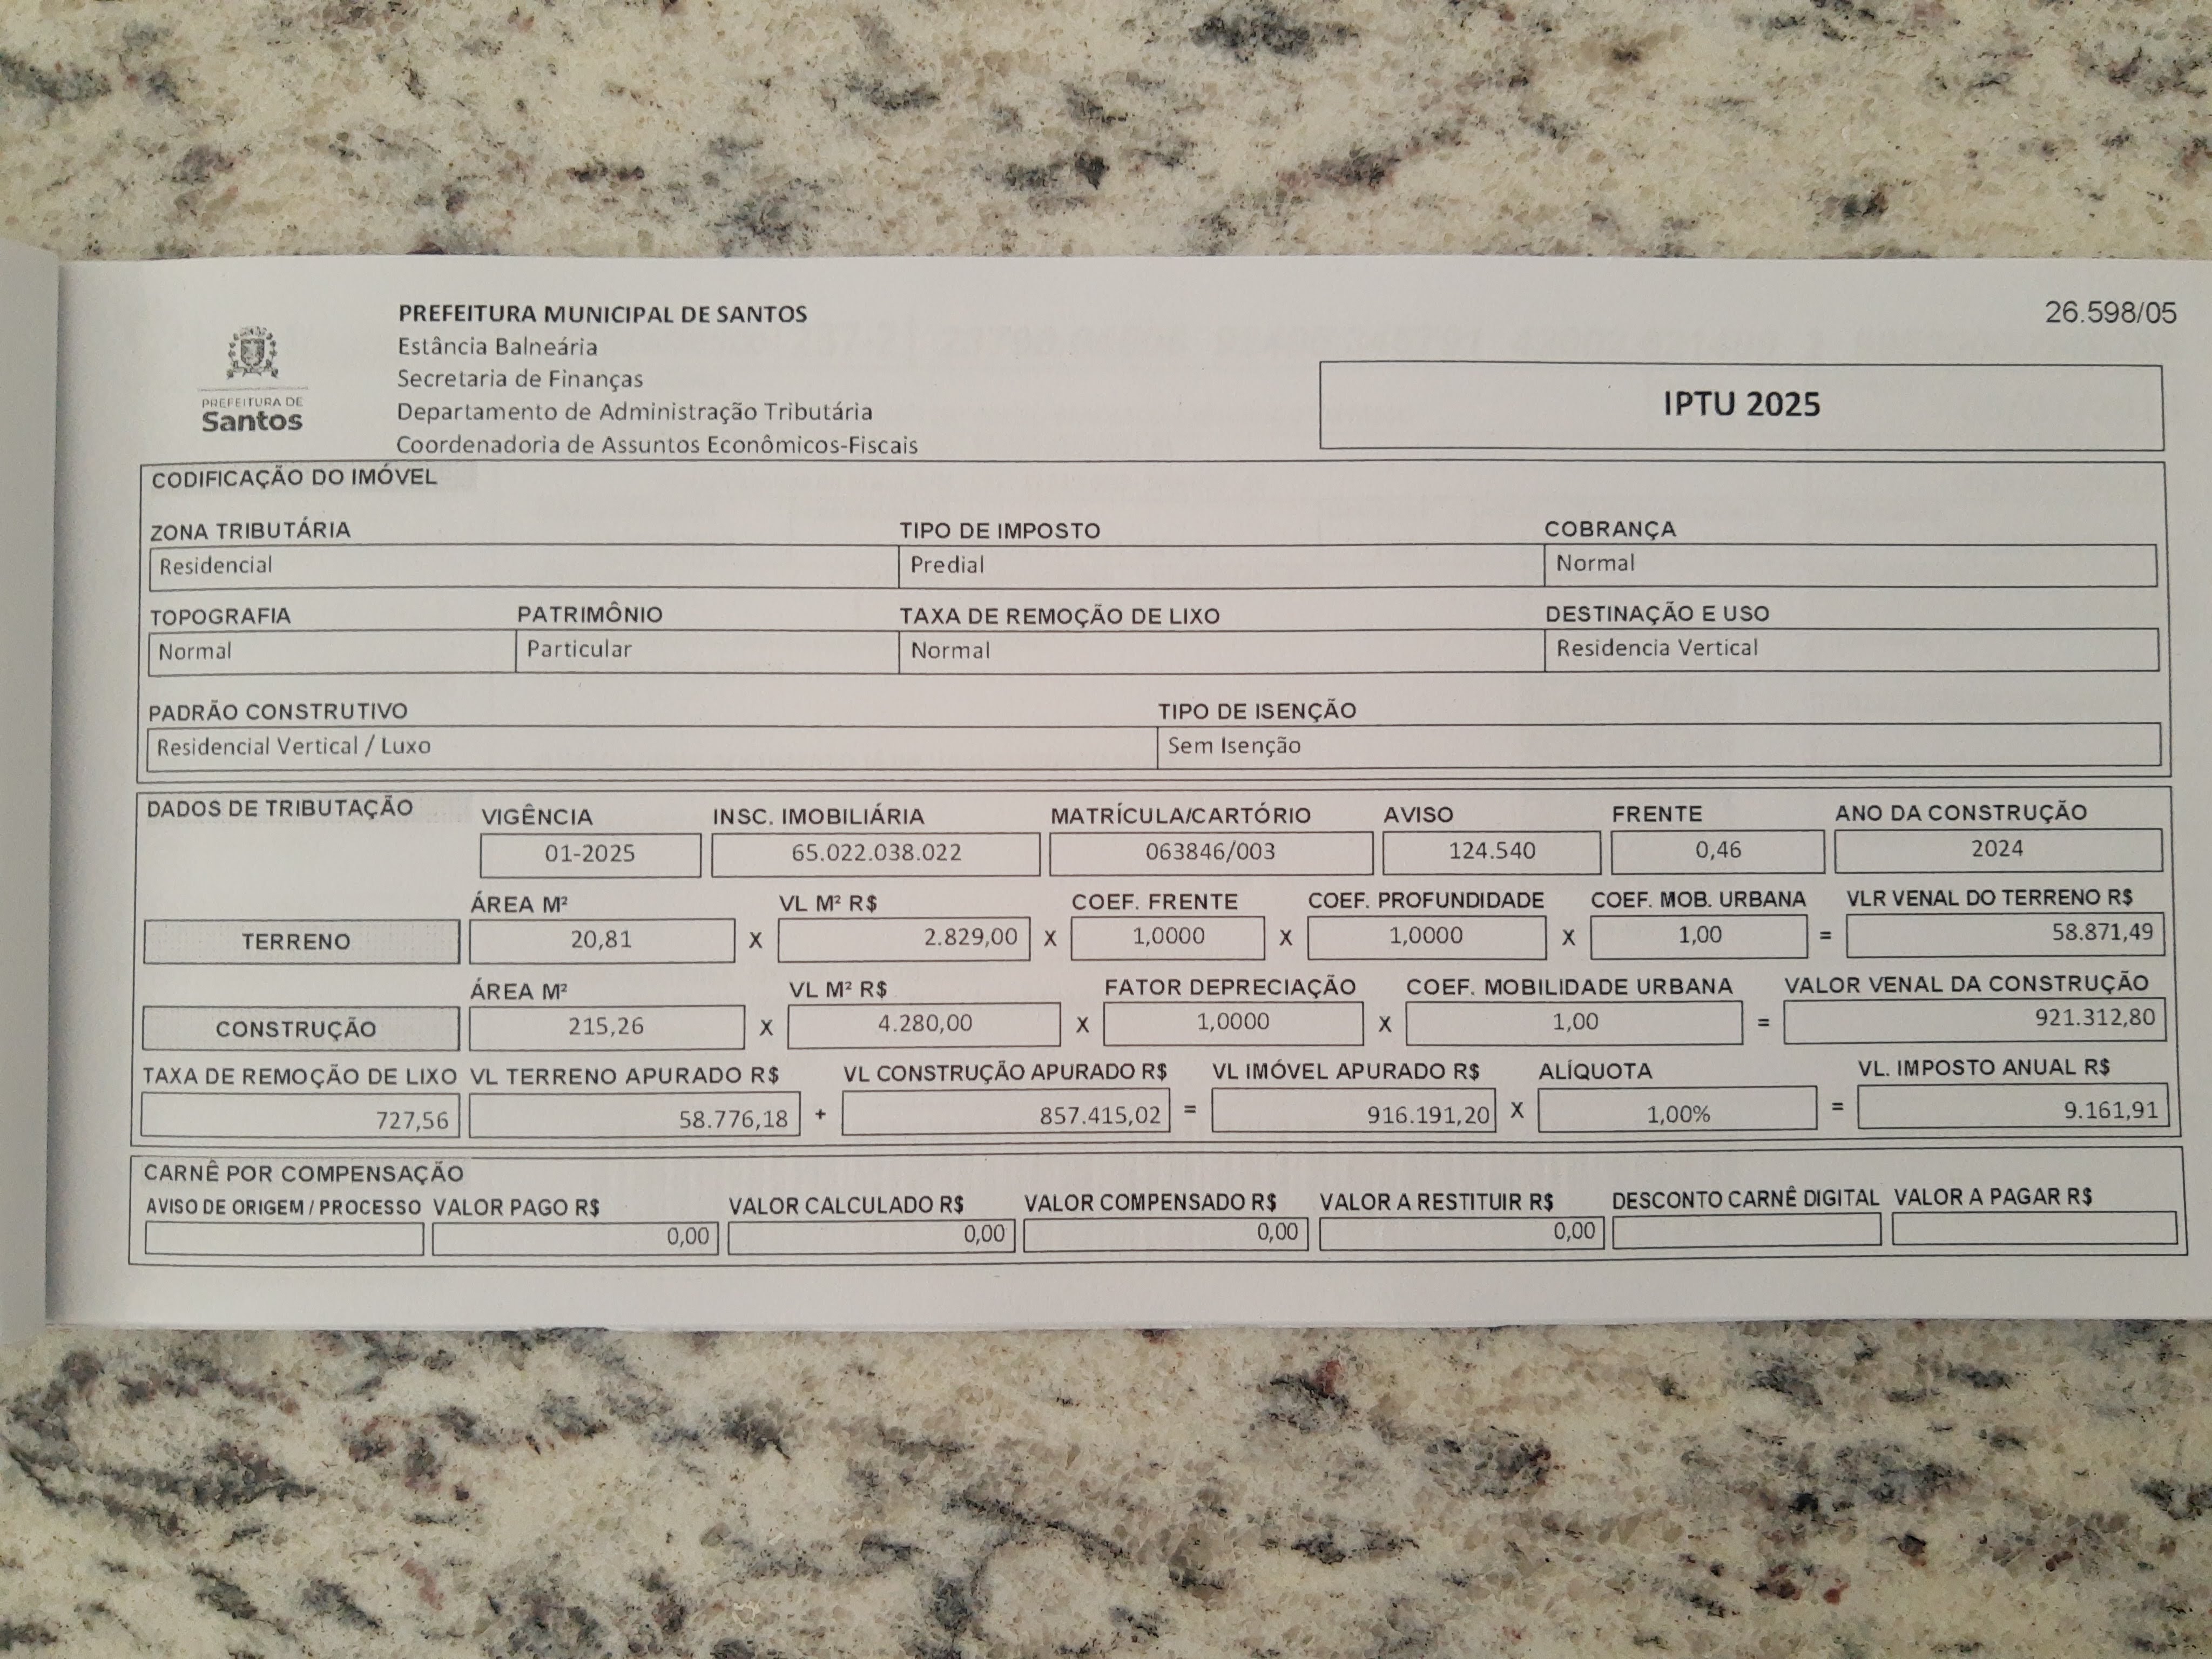 PREFEITURA MUNICIPAL DE SANTOS
26.598/05
Estância Balneária
Secretaria de Finanças
Departamento de Administração Tributária
Coordenadoria de Assuntos Econômicos-Fiscais
PREFEITURA DE
Santos
IPTU 2025
CODIFICAÇÃO DO IMÓVEL
ZONA TRIBUTÁRIA TIPO DE IMPOSTO COBRANÇA
Residencial Predial Normal
TOPOGRAFIA PATRIMÔNIO TAXA DE REMOÇÃO DE LIXO DESTINAÇÃO E USO
Normal Particular Normal Residencia Vertical
PADRÃO CONSTRUTIVO TIPO DE ISENÇÃO
Residencial Vertical / Luxo Sem Isenção
DADOS DE TRIBUTAÇÃO VIGÊNCIA INSC. IMOBILIÁRIA MATRÍCULA/CARTÓRIO AVISO FRENTE ANO DA CONSTRUÇÃO
01-2025 65.022.038.022 063846/003 124.540 0,46 2024
ÁREA M² VL M² R$ COEF. FRENTE COEF. PROFUNDIDADE COEF. MOB. URBANA VLR VENAL DO TERRENO R$
TERRENO 20,81 X 2.829,00 X 1,0000 X 1,0000 X 1,00 = 58.871,49
ÁREA M² VL M² R$ FATOR DEPRECIAÇÃO COEF. MOBILIDADE URBANA VALOR VENAL DA CONSTRUÇÃO
CONSTRUÇÃO 215,26 X 4.280,00 X 1,0000 X 1,00 = 921.312,80
TAXA DE REMOÇÃO DE LIXO VL TERRENO APURADO R$ VL CONSTRUÇÃO APURADO R$ VL IMÓVEL APURADO R$ ALÍQUOTA VL. IMPOSTO ANUAL R$
727,56 58.776,18 + 857.415,02 = 916.191,20 X 1,00% = 9.161,91
CARNÊ POR COMPENSAÇÃO
AVISO DE ORIGEM / PROCESSO VALOR PAGO R$ VALOR CALCULADO R$ VALOR COMPENSADO R$ VALOR A RESTITUIR R$ DESCONTO CARNÊ DIGITAL VALOR A PAGAR R$
0,00 0,00 0,00 0,00